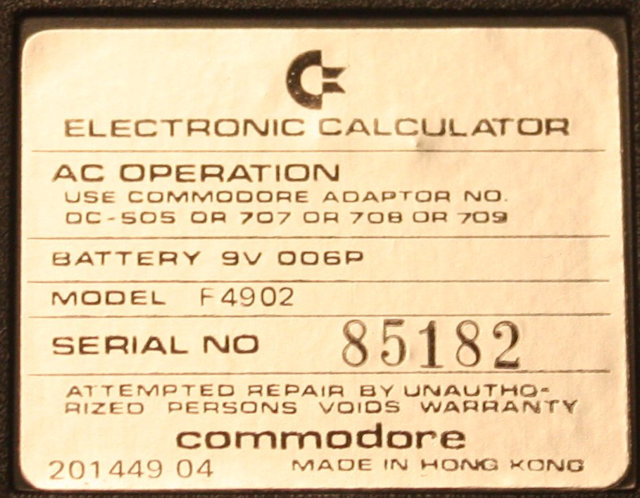 ELECTRONIC CALCULATOR
AC OPERATION
USE COMMODORE ADAPTOR NO.
DC-505 OR 707 OR 708 OR 709
BATTERY 9V 006P
MODEL F4902
SERIAL NO 85182
ATTEMPTED REPAIR BY UNAUTHO-
RIZED PERSONS VOIDS WARRANTY
commodore
201449 04 MADE IN HONG KONG